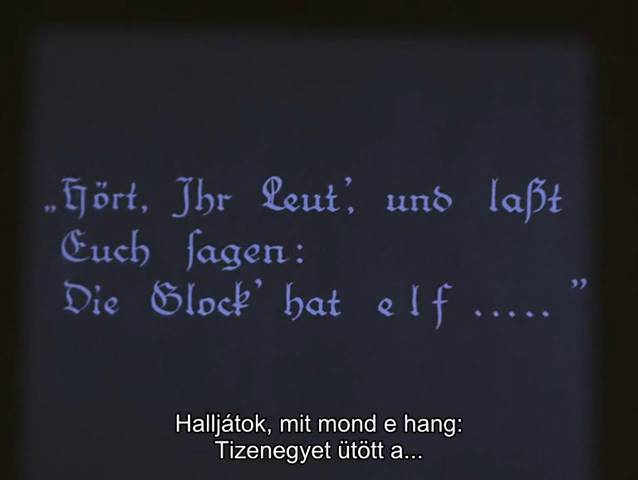 „Hört, Ihr Leut', und laßt
Euch sagen:
Die Glock' hat elf ....."
Halljátok, mit mond e hang:
Tizenegyet ütött a...